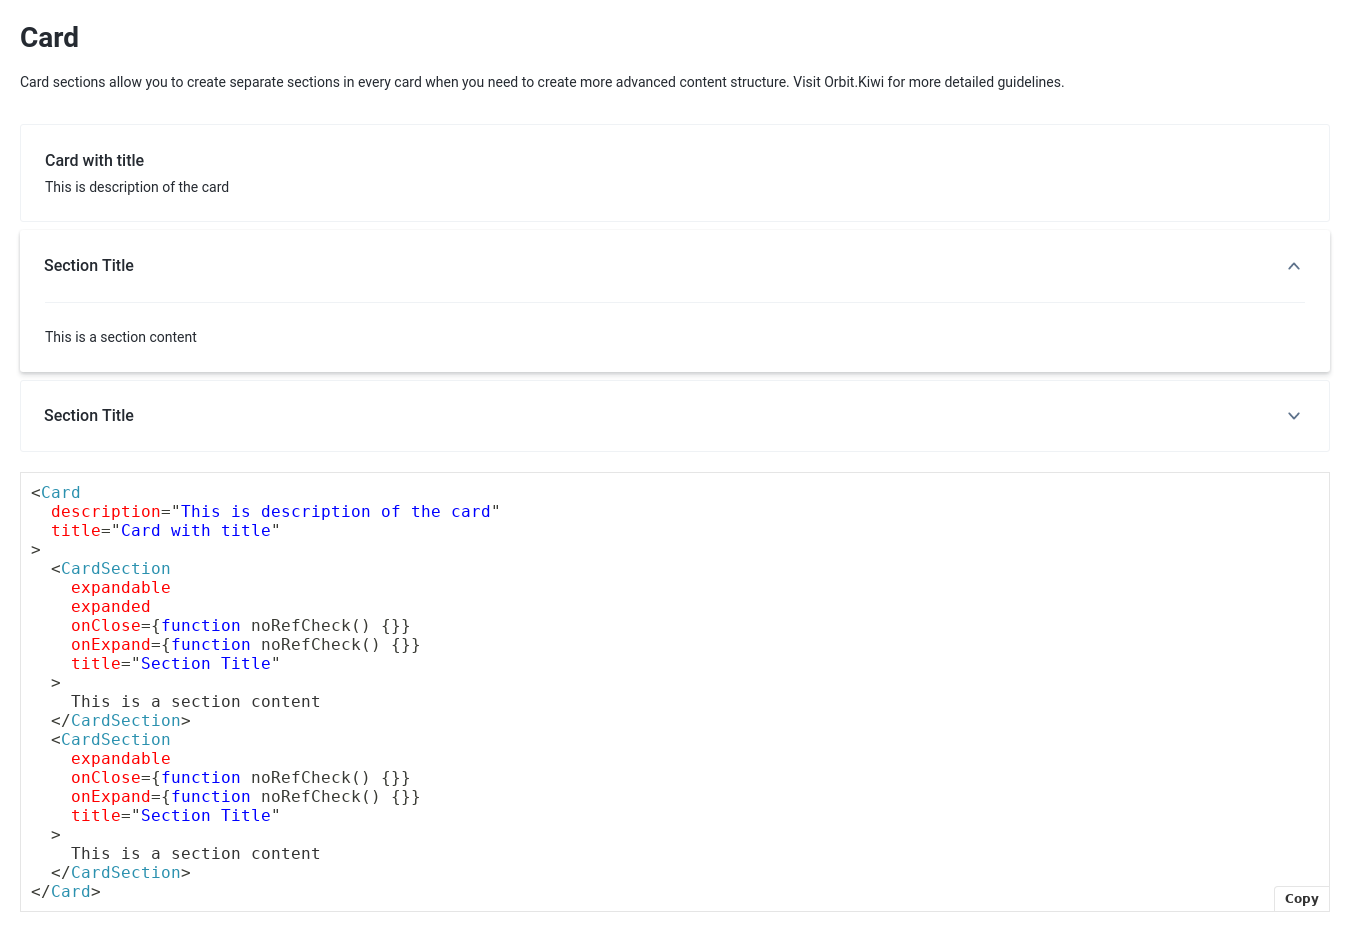 Card
Card sections allow you to create separate sections in every card when you need to create more advanced content structure. Visit Orbit.Kiwi for more detailed guidelines.
Card with title
This is description of the card
Section Title
This is a section content
Section Title
<Card
  description="This is description of the card"
  title="Card with title"
>
  <CardSection
    expandable
    expanded
    onClose={function noRefCheck() {}}
    onExpand={function noRefCheck() {}}
    title="Section Title"
  >
    This is a section content
  </CardSection>
  <CardSection
    expandable
    onClose={function noRefCheck() {}}
    onExpand={function noRefCheck() {}}
    title="Section Title"
  >
    This is a section content
  </CardSection>
</Card>
Copy